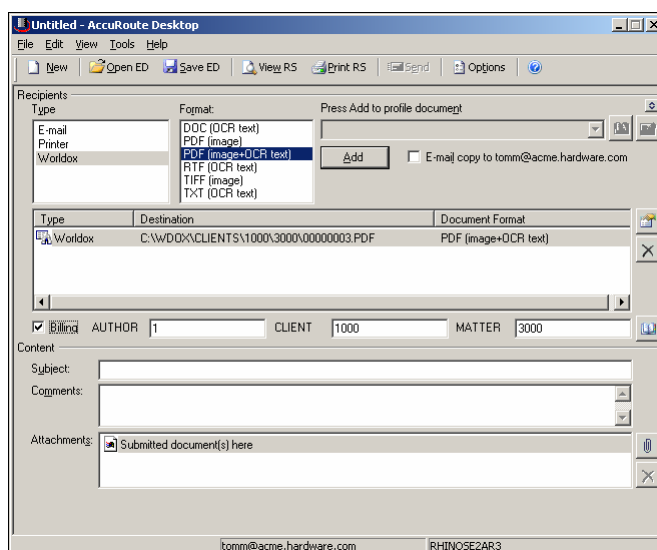 Untitled - AccuRoute Desktop
File Edit View Tools Help
New Open ED Save ED View RS Print RS Send Options
Recipients
Type Format: Press Add to profile document
E-mail
Printer
Worldox
DOC (OCR text)
PDF (image)
PDF (image+OCR text)
RTF (OCR text)
TIFF (image)
TXT (OCR text)
Add E-mail copy to tomm@acme.hardware.com
Type Destination Document Format
Worldox C:\WDOX\CLIENTS\1000\3000\00000003.PDF PDF (image+OCR text)
Billing AUTHOR 1 CLIENT 1000 MATTER 3000
Content
Subject:
Comments:
Attachments: Submitted document(s) here
tomm@acme.hardware.com RHINOSE2AR3